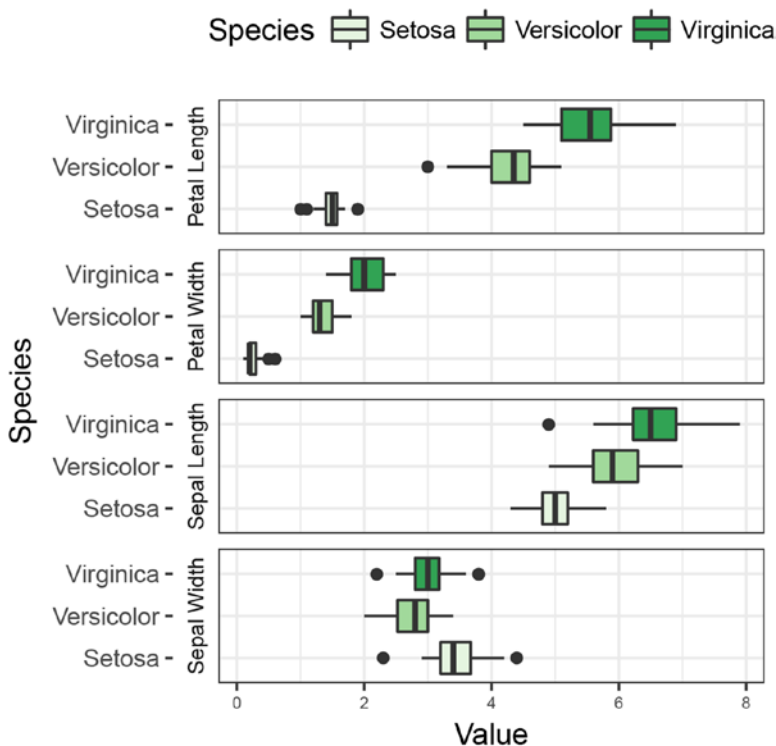 Species Setosa Versicolor Virginica
Species
Petal Length
Virginica
Versicolor
Setosa
Petal Width
Virginica
Versicolor
Setosa
Sepal Length
Virginica
Versicolor
Setosa
Sepal Width
Virginica
Versicolor
Setosa
0 2 4 6 8
Value